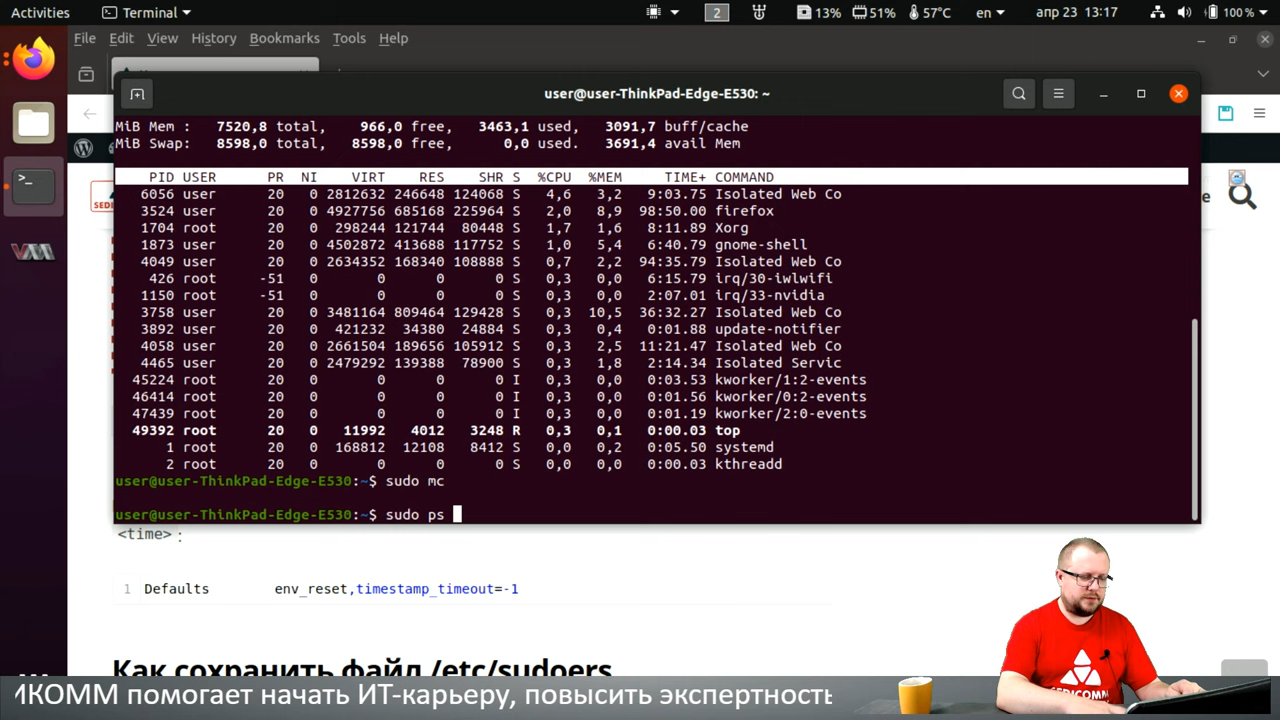 Activities Terminal 2 13% 51% 57°C en апр 23 13:17 100 %
File Edit View History Bookmarks Tools Help
user@user-ThinkPad-Edge-E530: ~
MiB Mem : 7520,8 total, 966,0 free, 3463,1 used, 3091,7 buff/cache
MiB Swap: 8598,0 total, 8598,0 free, 0,0 used. 3691,4 avail Mem
PID USER PR NI VIRT RES SHR S %CPU %MEM TIME+ COMMAND
6056 user 20 0 2812632 246648 124068 S 4,6 3,2 9:03.75 Isolated Web Co
3524 user 20 0 4927756 685168 225964 S 2,0 8,9 98:50.00 firefox
1704 root 20 0 298244 121744 80448 S 1,7 1,6 8:11.89 Xorg
1873 user 20 0 4502872 413688 117752 S 1,0 5,4 6:40.79 gnome-shell
4049 user 20 0 2634352 168340 108888 S 0,7 2,2 94:35.79 Isolated Web Co
426 root -51 0 0 0 0 S 0,3 0,0 6:15.79 irq/30-iwlwifi
1150 root -51 0 0 0 0 S 0,3 0,0 2:07.01 irq/33-nvidia
3758 user 20 0 3481164 809464 129428 S 0,3 10,5 36:32.27 Isolated Web Co
3892 user 20 0 421232 34380 24884 S 0,3 0,4 0:01.88 update-notifier
4058 user 20 0 2661504 189656 105912 S 0,3 2,5 11:21.47 Isolated Web Co
4465 user 20 0 2479292 139388 78900 S 0,3 1,8 2:14.34 Isolated Servic
45224 root 20 0 0 0 0 I 0,3 0,0 0:03.53 kworker/1:2-events
46414 root 20 0 0 0 0 I 0,3 0,0 0:01.56 kworker/0:2-events
47439 root 20 0 0 0 0 I 0,3 0,0 0:01.19 kworker/2:0-events
49392 root 20 0 11992 4012 3248 R 0,3 0,1 0:00.03 top
1 root 20 0 168812 12108 8412 S 0,0 0,2 0:05.50 systemd
2 root 20 0 0 0 0 S 0,0 0,0 0:00.03 kthreadd
user@user-ThinkPad-Edge-E530:~$ sudo mc
user@user-ThinkPad-Edge-E530:~$ sudo ps
<time> :
1 Defaults env_reset,timestamp_timeout=-1
Как сохранить файл /etc/sudoers
SEDICOMM
ИКОММ помогает начать ИТ-карьеру, повысить экспертность